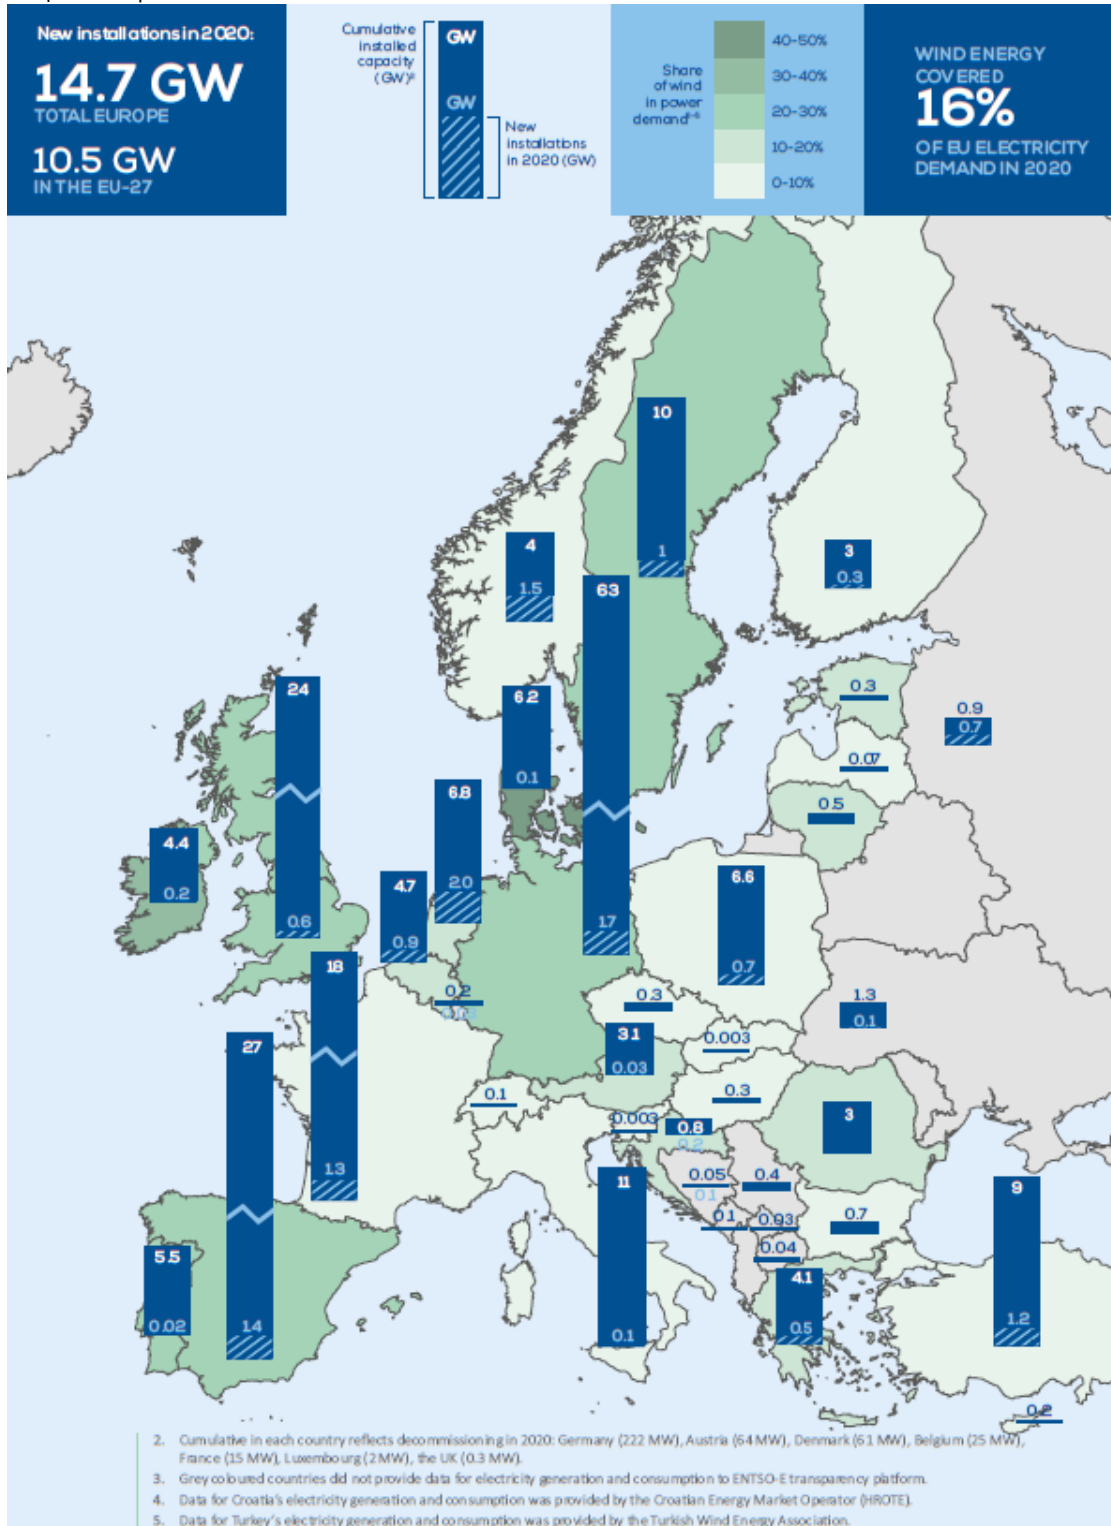 New installations in 2020:
14.7 GW
TOTAL EUROPE
10.5 GW
IN THE EU-27
Cumulative
installed
capacity
(GW)²
GW
GW
New
installations
in 2020 (GW)
Share
of wind
in power
demand
40-50%
30-40%
20-30%
10-20%
0-10%
WIND ENERGY
COVERED
16%
OF EU ELECTRICITY
DEMAND IN 2020
10
1
4
1.5
3
0.3
63
17
24
0.6
6.2
0.1
0.3
0.9
0.7
0.07
0.5
6.8
2.0
4.4
0.2
4.7
0.9
6.6
0.7
18
13
0.2
0.3
1.3
0.1
3.1
0.03
0.003
27
14
0.1
0.3
0.003
0.8
0.2
3
11
0.1
0.05
0.1
0.4
9
1.2
0.1
0.03
0.7
0.04
5.5
0.02
4.1
0.5
0.2
2. Cumulative in each country reflects decommissioning in 2020: Germany (222 MW), Austria (64 MW), Denmark (61 MW), Belgium (25 MW),
France (15 MW), Luxembourg (2 MW), the UK (0.3 MW).
3. Grey coloured countries did not provide data for electricity generation and consumption to ENTSO-E transparency platform.
4. Data for Croatia's electricity generation and consumption was provided by the Croatian Energy Market Operator (HROTE).
5. Data for Turkey's electricity generation and consumption was provided by the Turkish Wind Energy Association.